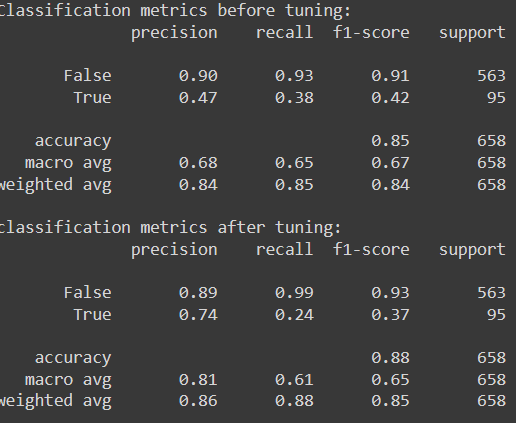 Classification metrics before tuning:
precision recall f1-score support
False 0.90 0.93 0.91 563
True 0.47 0.38 0.42 95
accuracy 0.85 658
macro avg 0.68 0.65 0.67 658
weighted avg 0.84 0.85 0.84 658
Classification metrics after tuning:
precision recall f1-score support
False 0.89 0.99 0.93 563
True 0.74 0.24 0.37 95
accuracy 0.88 658
macro avg 0.81 0.61 0.65 658
weighted avg 0.86 0.88 0.85 658